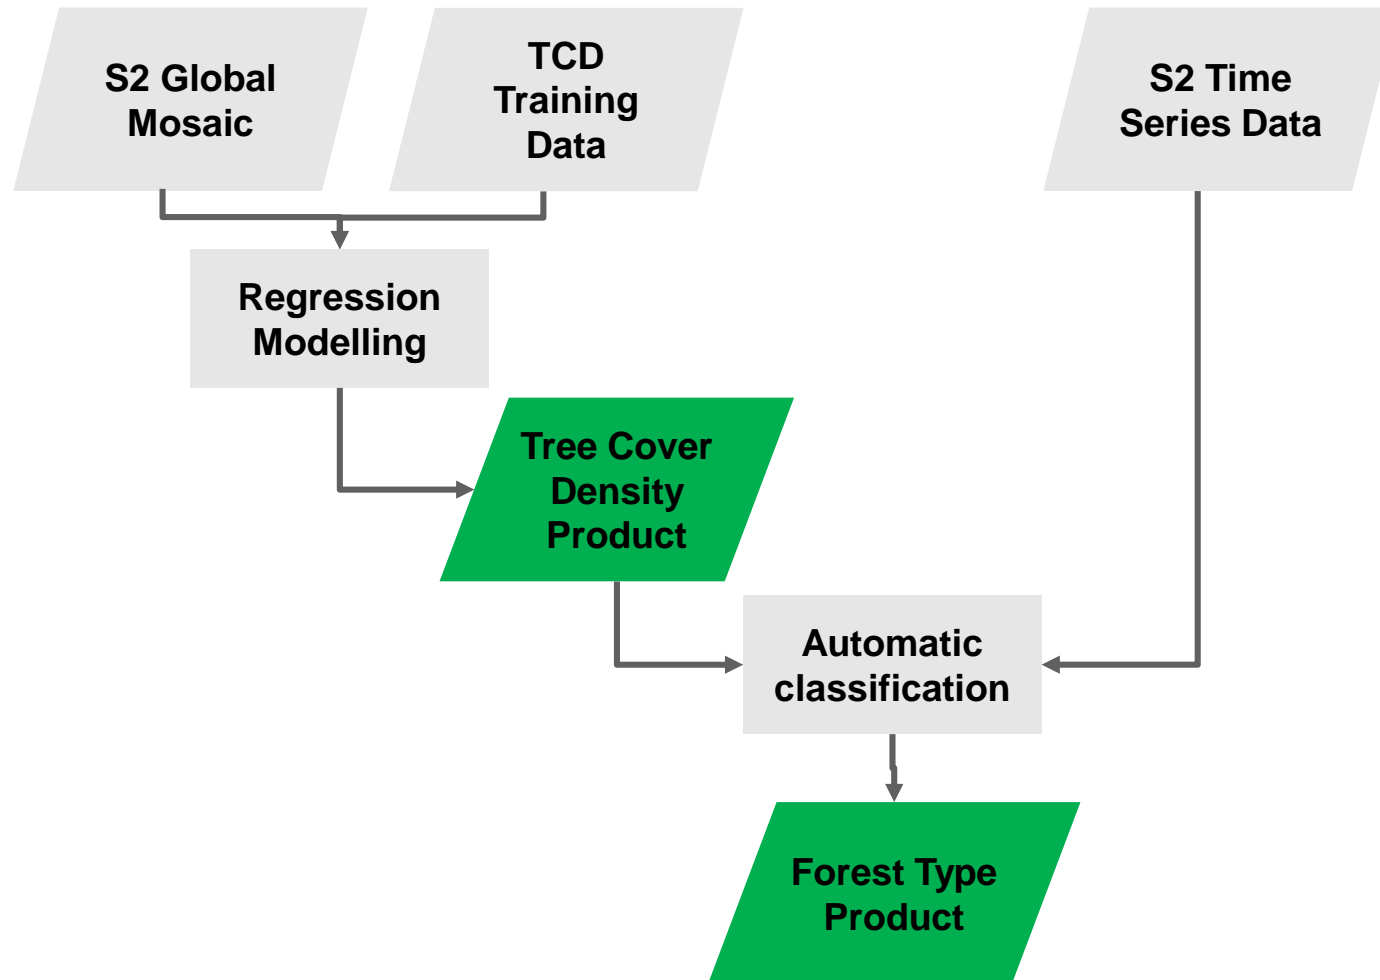 S2 Global
Mosaic
TCD
Training
Data
S2 Time
Series Data
Regression
Modelling
Tree Cover
Density
Product
Automatic
classification
Forest Type
Product